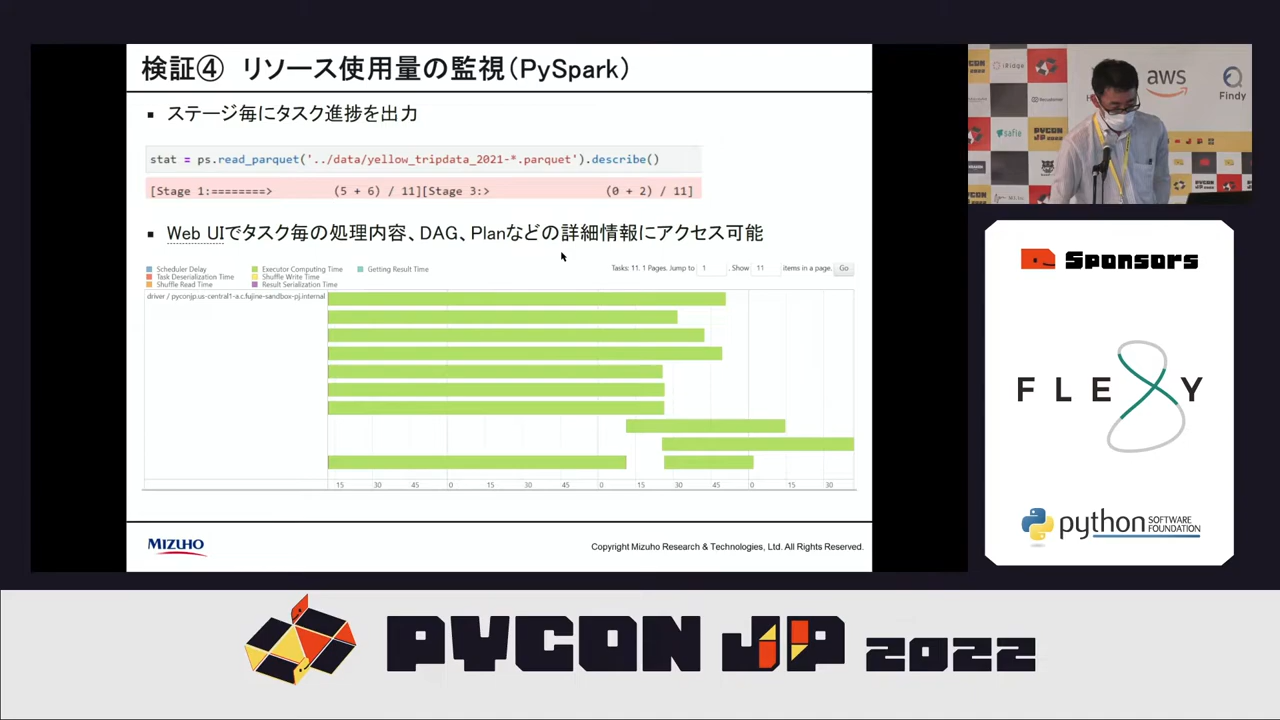 検証④ リソース使用量の監視（PySpark）
▪ ステージ毎にタスク進捗を出力
stat = ps.read_parquet('../data/yellow_tripdata_2021-*.parquet').describe()
[Stage 1:========> (5 + 6) / 11][Stage 3:> (0 + 2) / 11]
▪ Web UIでタスク毎の処理内容、DAG、Planなどの詳細情報にアクセス可能
Scheduler Delay
Task Deserialization Time
Shuffle Read Time
Executor Computing Time
Shuffle Write Time
Result Serialization Time
Getting Result Time
Tasks: 11. 1 Pages. Jump to 1 . Show 11 items in a page. Go
driver / pyconjp.us-central1-a.c.fujine-sandbox-pj.internal
15 30 45 0 15 30 45 0 15 30 45 0 15 30
MIZUHO
Copyright Mizuho Research & Technologies, Ltd. All Rights Reserved.
iRidge
aws
Findy
safie
PYCON
JP 2022
Sponsors
FLEXY
python SOFTWARE
FOUNDATION
PYCON JP 2022